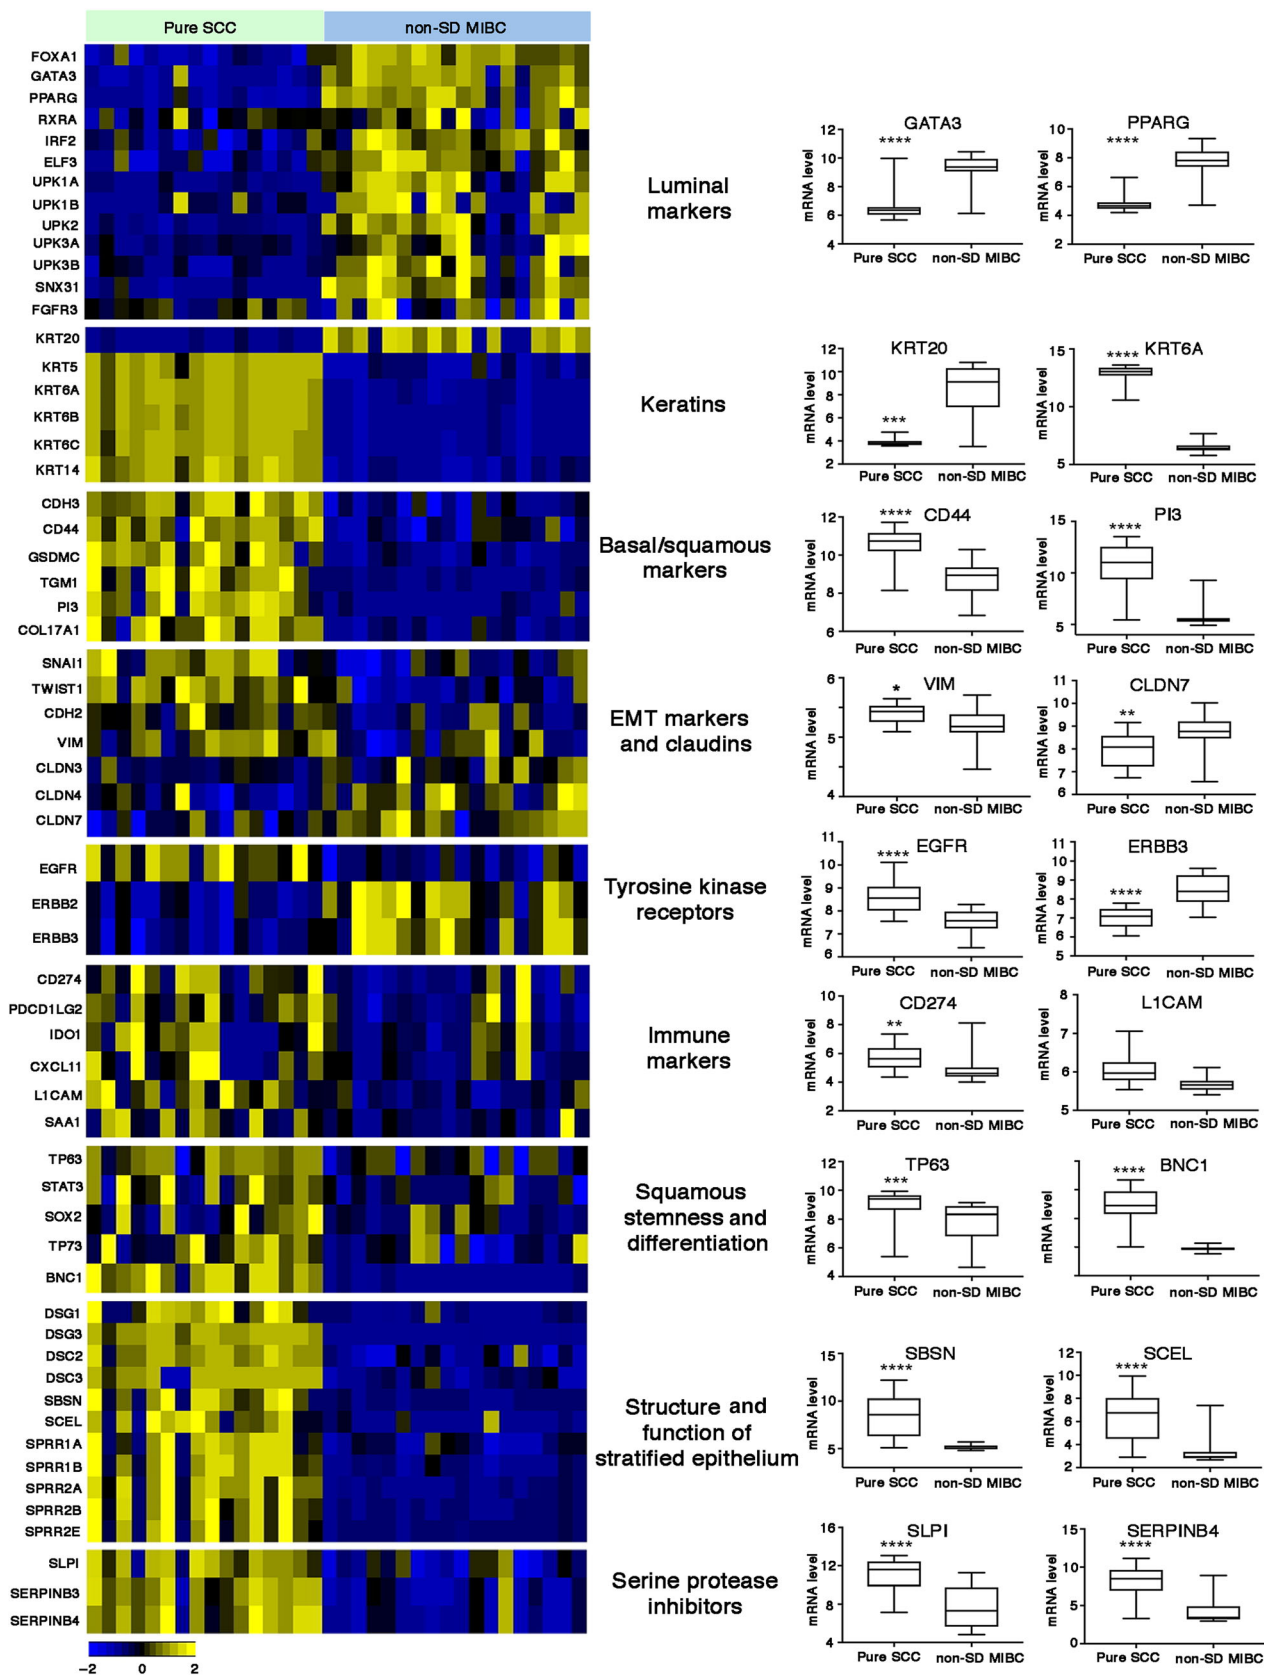 Pure SCC
non-SD MIBC
FOXA1
GATA3
PPARG
RXRA
IRF2
ELF3
UPK1A
UPK1B
UPK2
UPK3A
UPK3B
SNX31
FGFR3
Luminal
markers
GATA3
****
mRNA level
12
10
8
6
4
Pure SCC
non-SD MIBC
PPARG
****
mRNA level
10
8
6
4
2
Pure SCC
non-SD MIBC
KRT20
KRT5
KRT6A
KRT6B
KRT6C
KRT14
Keratins
KRT20
***
mRNA level
12
10
8
6
4
2
Pure SCC
non-SD MIBC
KRT6A
****
mRNA level
15
10
5
Pure SCC
non-SD MIBC
CDH3
CD44
GSDMC
TGM1
PI3
COL17A1
Basal/squamous
markers
CD44
****
mRNA level
12
10
8
6
Pure SCC
non-SD MIBC
PI3
****
mRNA level
15
10
5
Pure SCC
non-SD MIBC
SNAI1
TWIST1
CDH2
VIM
CLDN3
CLDN4
CLDN7
EMT markers
and claudins
VIM
*
mRNA level
6
5
4
Pure SCC
non-SD MIBC
CLDN7
**
mRNA level
11
10
9
8
7
6
Pure SCC
non-SD MIBC
EGFR
ERBB2
ERBB3
Tyrosine kinase
receptors
EGFR
****
mRNA level
11
10
9
8
7
6
Pure SCC
non-SD MIBC
ERBB3
****
mRNA level
11
10
9
8
7
6
5
Pure SCC
non-SD MIBC
CD274
PDCD1LG2
IDO1
CXCL11
L1CAM
SAA1
Immune
markers
CD274
**
mRNA level
10
8
6
4
2
Pure SCC
non-SD MIBC
L1CAM
mRNA level
8
7
6
5
Pure SCC
non-SD MIBC
TP63
STAT3
SOX2
TP73
BNC1
Squamous
stemness and
differentiation
TP63
***
mRNA level
12
10
8
6
4
Pure SCC
non-SD MIBC
BNC1
****
mRNA level
Pure SCC
non-SD MIBC
DSG1
DSG3
DSC2
DSC3
SBSN
SCEL
SPRR1A
SPRR1B
SPRR2A
SPRR2B
SPRR2E
Structure and
function of
stratified epithelium
SBSN
****
mRNA level
15
10
5
Pure SCC
non-SD MIBC
SCEL
****
mRNA level
12
10
8
6
4
2
Pure SCC
non-SD MIBC
SLPI
SERPINB3
SERPINB4
Serine protease
inhibitors
SLPI
****
mRNA level
16
12
8
4
Pure SCC
non-SD MIBC
SERPINB4
****
mRNA level
15
10
5
0
Pure SCC
non-SD MIBC
−2
0
2